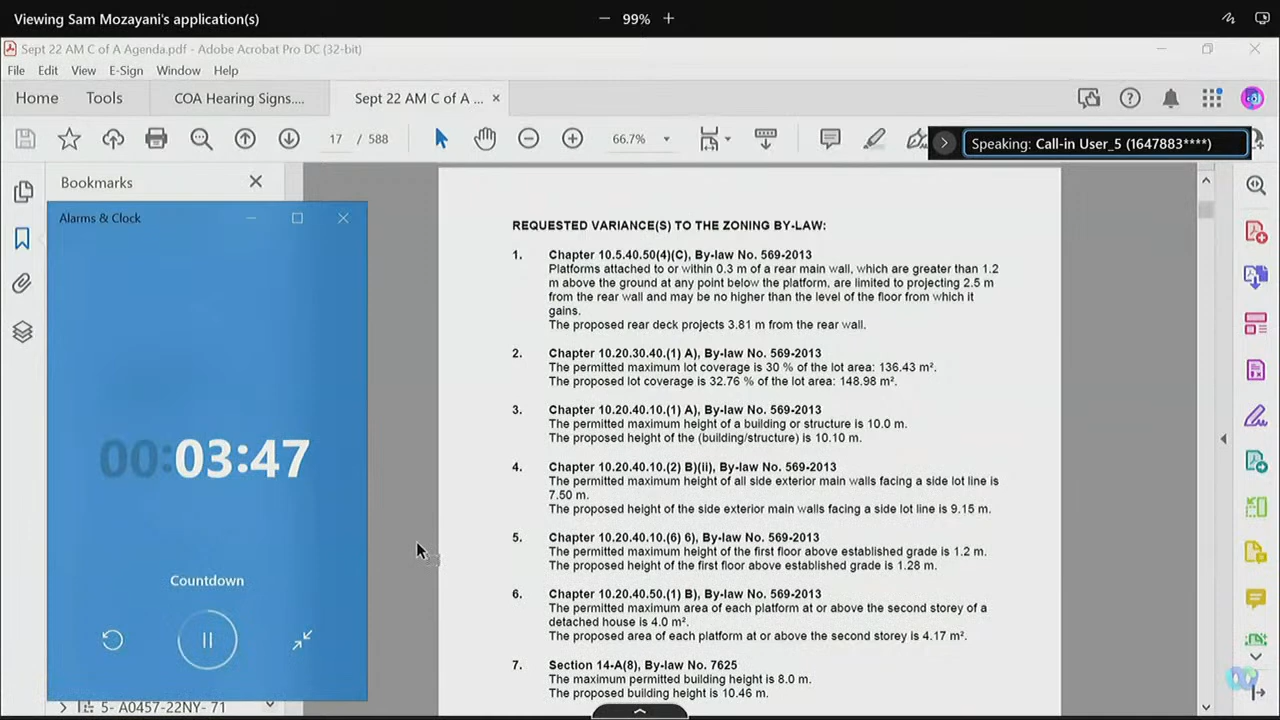 Viewing Sam Mozayani's application(s)
99%
Sept 22 AM C of A Agenda.pdf - Adobe Acrobat Pro DC (32-bit)
File Edit View E-Sign Window Help
Home Tools COA Hearing Signs.... Sept 22 AM C of A ...
17 / 588 66.7%
Speaking: Call-in User_5 (1647883****)
Bookmarks
Alarms & Clock
00:03:47
Countdown
5- A0457-22NY- 71
REQUESTED VARIANCE(S) TO THE ZONING BY-LAW:
1. Chapter 10.5.40.50(4)(C), By-law No. 569-2013
Platforms attached to or within 0.3 m of a rear main wall, which are greater than 1.2
m above the ground at any point below the platform, are limited to projecting 2.5 m
from the rear wall and may be no higher than the level of the floor from which it
gains.
The proposed rear deck projects 3.81 m from the rear wall.
2. Chapter 10.20.30.40.(1) A), By-law No. 569-2013
The permitted maximum lot coverage is 30 % of the lot area: 136.43 m².
The proposed lot coverage is 32.76 % of the lot area: 148.98 m².
3. Chapter 10.20.40.10.(1) A), By-law No. 569-2013
The permitted maximum height of a building or structure is 10.0 m.
The proposed height of the (building/structure) is 10.10 m.
4. Chapter 10.20.40.10.(2) B)(ii), By-law No. 569-2013
The permitted maximum height of all side exterior main walls facing a side lot line is
7.50 m.
The proposed height of the side exterior main walls facing a side lot line is 9.15 m.
5. Chapter 10.20.40.10.(6) 6), By-law No. 569-2013
The permitted maximum height of the first floor above established grade is 1.2 m.
The proposed height of the first floor above established grade is 1.28 m.
6. Chapter 10.20.40.50.(1) B), By-law No. 569-2013
The permitted maximum area of each platform at or above the second storey of a
detached house is 4.0 m².
The proposed area of each platform at or above the second storey is 4.17 m².
7. Section 14-A(8), By-law No. 7625
The maximum permitted building height is 8.0 m.
The proposed building height is 10.46 m.